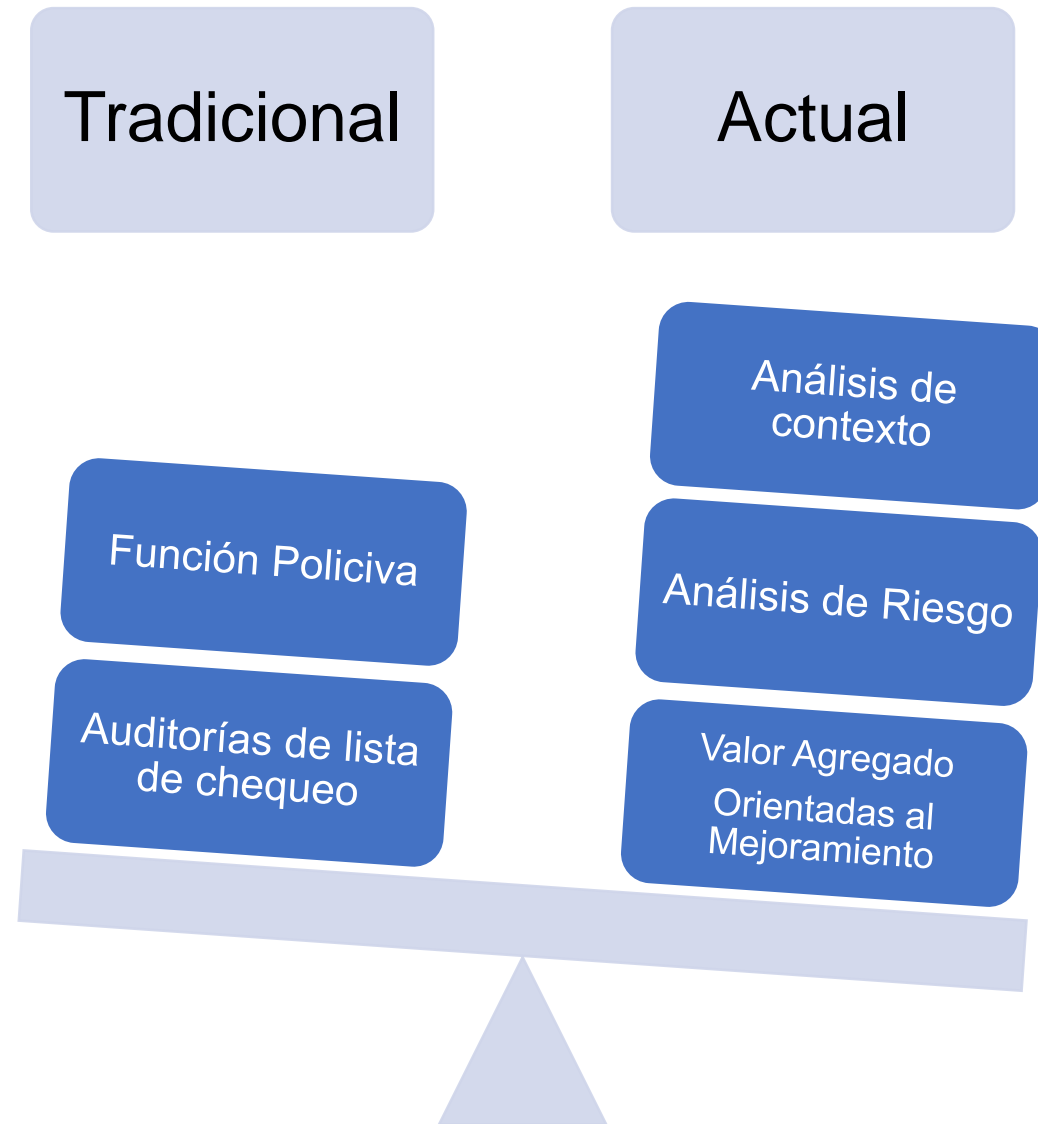 Tradicional
Actual
Función Policiva
Auditorías de lista
de chequeo
Análisis de
contexto
Análisis de Riesgo
Valor Agregado
Orientadas al
Mejoramiento